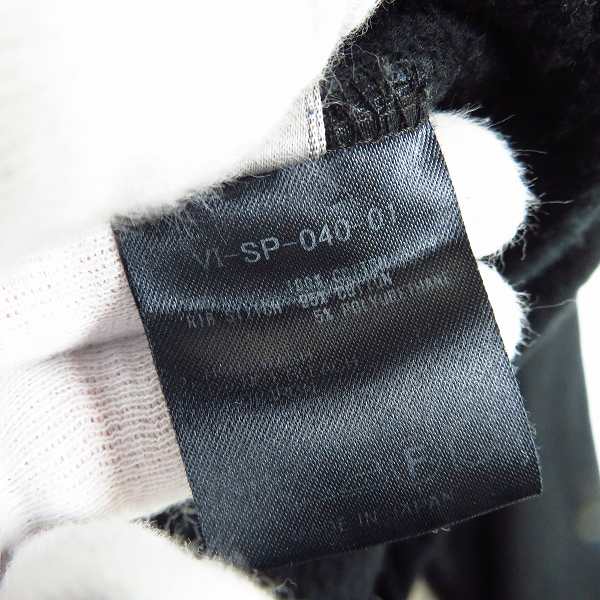 VI-SP-040 01
100% COTTON
RIB STITCH 95% COTTON
5% POLYURETHANE
F
MADE IN JAPAN